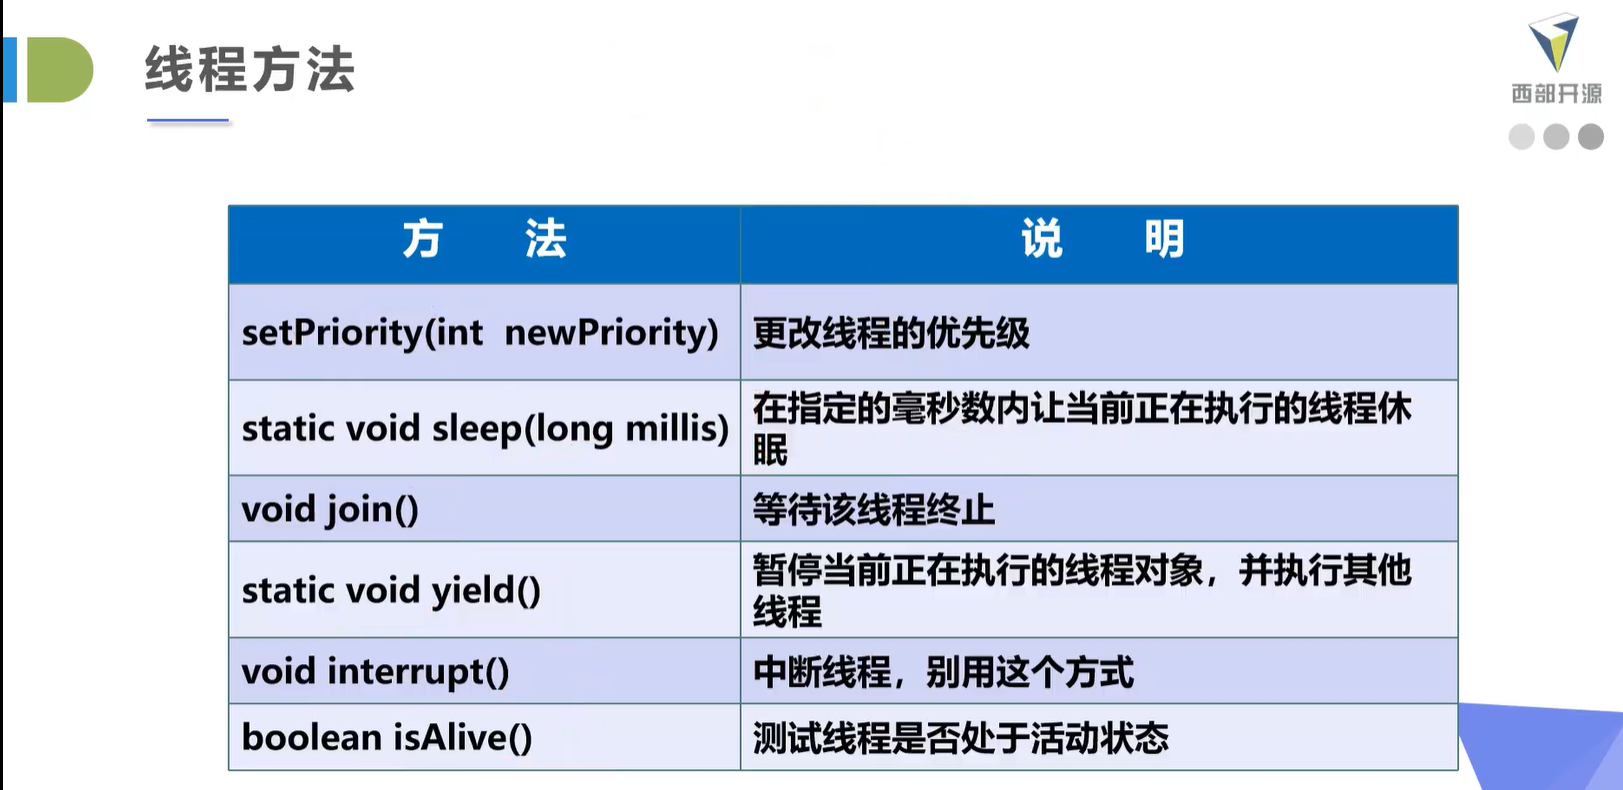 线程方法
西部开源
方 法 说 明
setPriority(int newPriority) 更改线程的优先级
static void sleep(long millis) 在指定的毫秒数内让当前正在执行的线程休
眠
void join() 等待该线程终止
static void yield() 暂停当前正在执行的线程对象，并执行其他
线程
void interrupt() 中断线程，别用这个方式
boolean isAlive() 测试线程是否处于活动状态